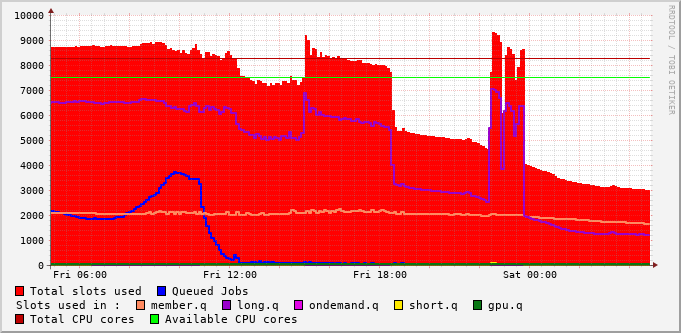 10000
9000
8000
7000
6000
5000
4000
3000
2000
1000
0
Fri 06:00 Fri 12:00 Fri 18:00 Sat 00:00
RRDTOOL / TOBI OETIKER
Total slots used Queued Jobs
Slots used in : member.q long.q ondemand.q short.q gpu.q
Total CPU cores Available CPU cores